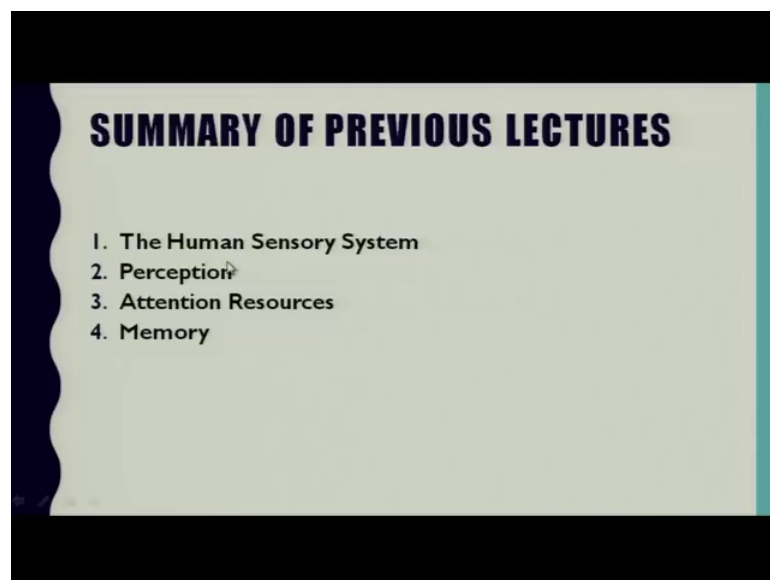 SUMMARY OF PREVIOUS LECTURES
1. The Human Sensory System
2. Perception
3. Attention Resources
4. Memory